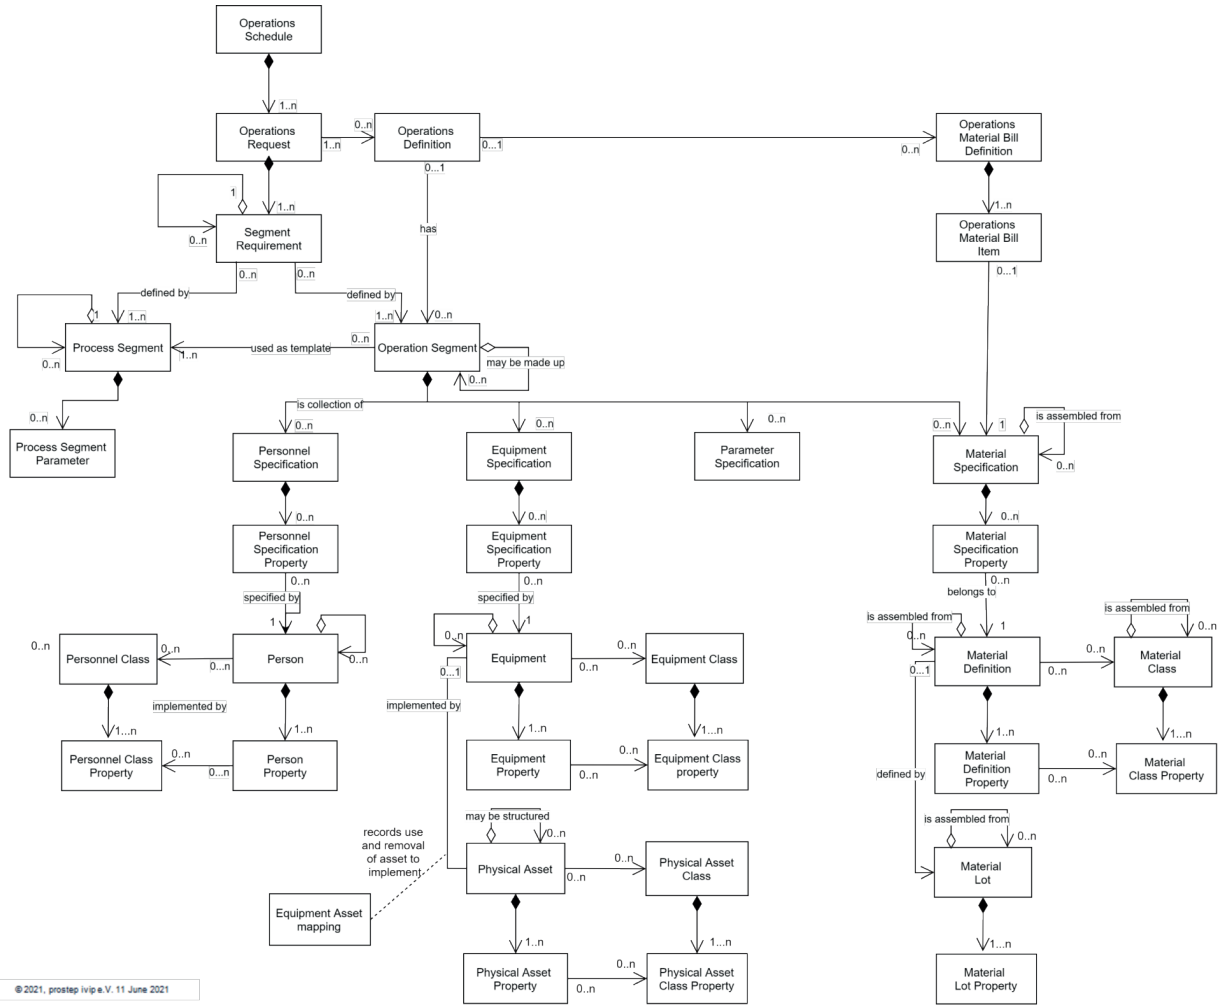 Operations
Schedule
1..n
Operations
Request
0..n
1..n
Operations
Definition
0...1
0...1
0..n
Operations
Material Bill
Definition
1
1..n
0..n
Segment
Requirement
has
1..n
Operations
Material Bill
Item
0..n
0..n
0...1
defined by
defined by
1
1..n
1..n
0..n
Process Segment
0..n
1..n
used as template
0..n
Operation Segment
may be made up
0..n
0..n
Process Segment
Parameter
is collection of
0..n
0..n
0..n
0..n
1
is assembled from
0..n
Personnel
Specification
Equipment
Specification
Parameter
Specification
Material
Specification
0..n
0..n
0..n
Personnel
Specification
Property
Equipment
Specification
Property
Material
Specification
Property
0..n
0..n
0..n
specified by
specified by
belongs to
1
1
1
is assembled from
is assembled from
0..n
Personnel Class
0..n
0...n
Person
0..n
0..n
Equipment
0..n
0..n
Equipment Class
0..n
Material
Definition
0..n
0..n
0..n
Material
Class
0...1
0...1
implemented by
implemented by
1...n
1..n
1..n
1...n
1..n
1...n
Personnel Class
Property
0..n
0...n
Person
Property
Equipment
Property
0..n
0..n
Equipment Class
property
defined by
Material
Definition
Property
0..n
0..n
Material
Class Property
records use
and removal
of asset to
implement
may be structured
0..n
Physical Asset
0..n
0..n
Physical Asset
Class
is assembled from
0..n
Material
Lot
Equipment Asset
mapping
1..n
1...n
1...n
Physical Asset
Property
0..n
0..n
Physical Asset
Class Property
Material
Lot Property
©2021, prostep ivip e.V. 11 June 2021